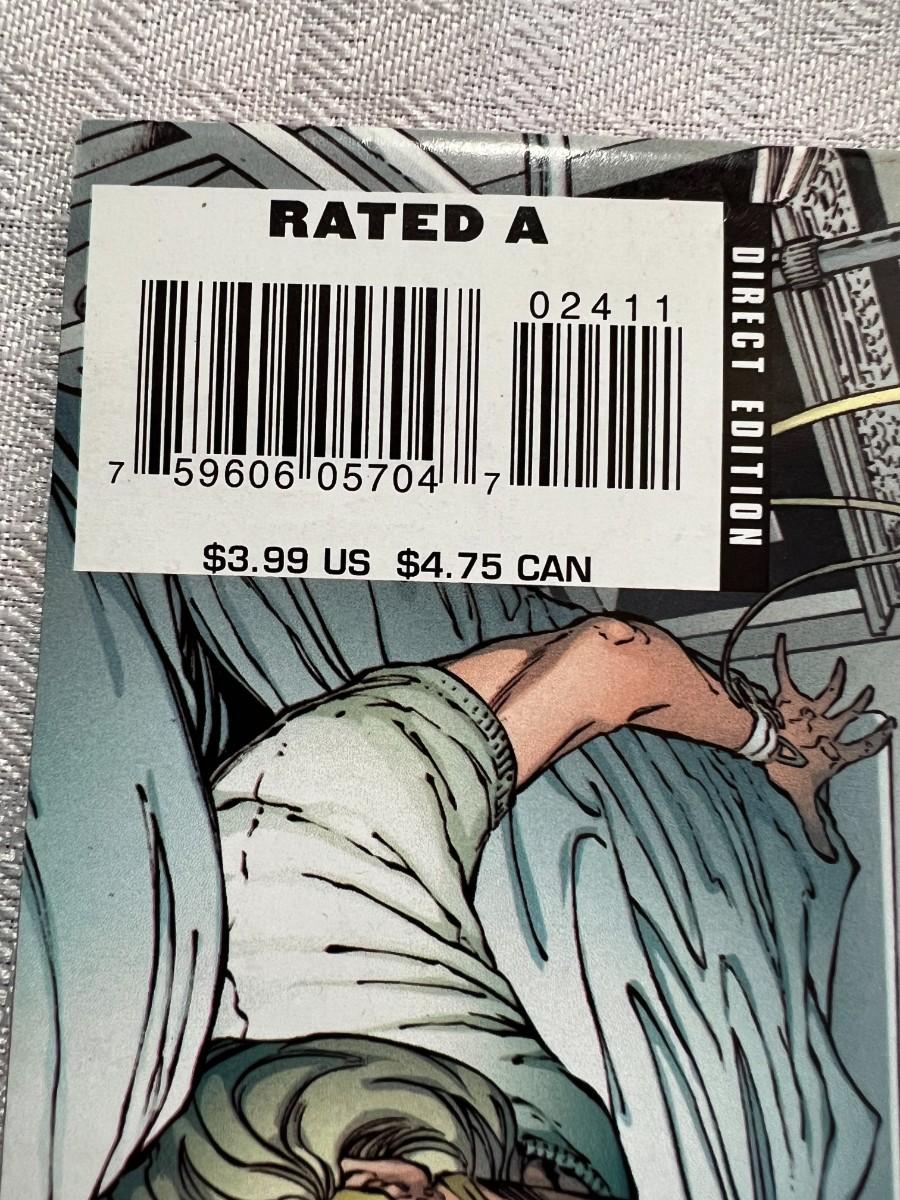 RATED A
02411
7 59606 05704 7
$3.99 US $4.75 CAN
DIRECT EDITION